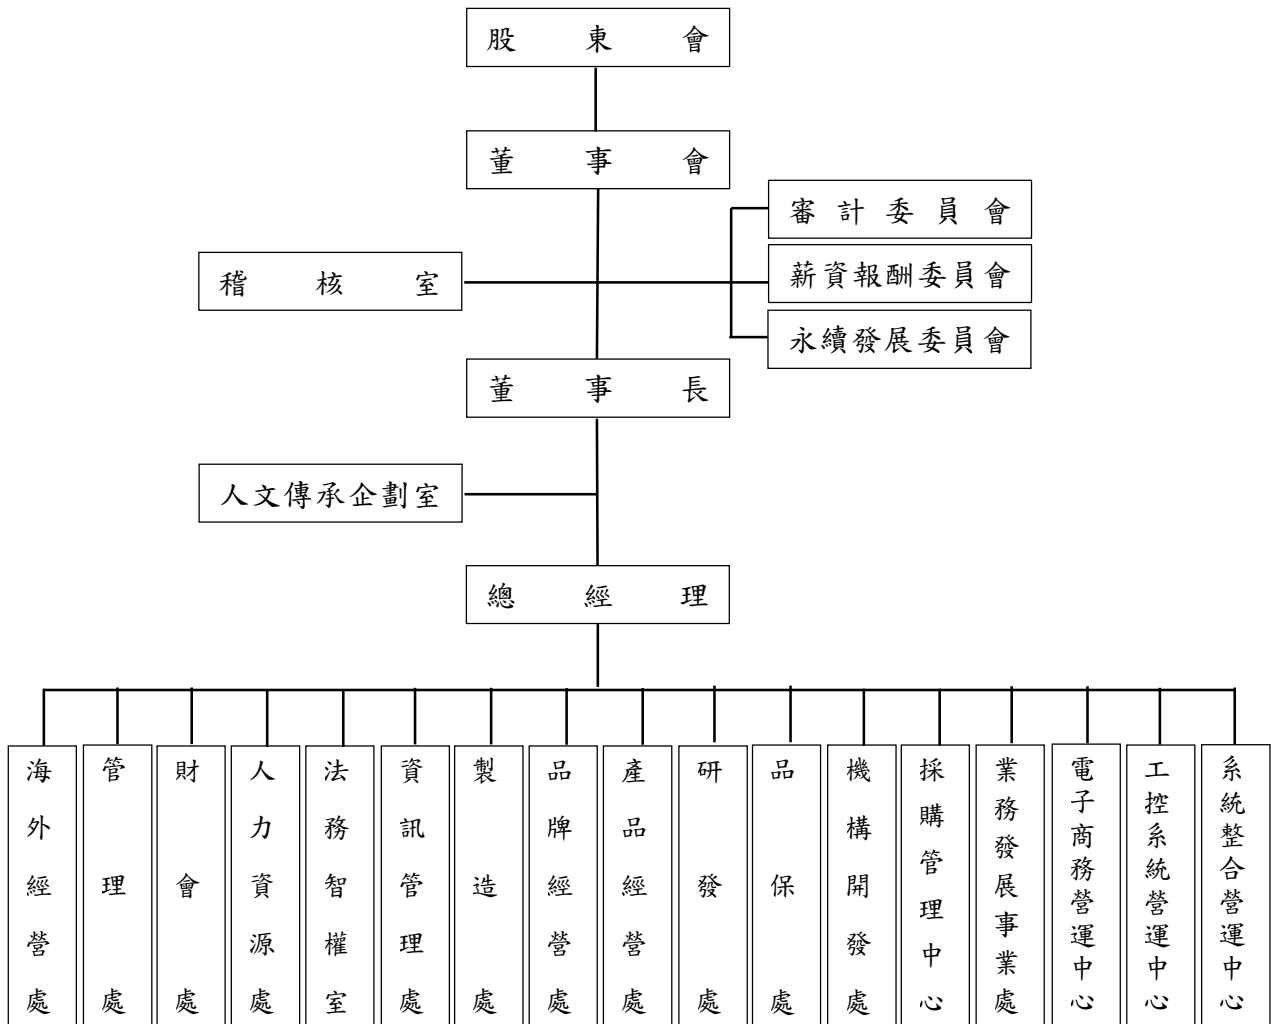 股東會
董事會
審計委員會
稽核室
薪資報酬委員會
永續發展委員會
董事長
人文傳承企劃室
總經理
海外經營處
管理處
財會處
人力資源處
法務智權室
資訊管理處
製造處
品牌經營處
產品經營處
研發處
品保處
機構開發處
採購管理中心
業務發展事業處
電子商務營運中心
工控系統營運中心
系統整合營運中心